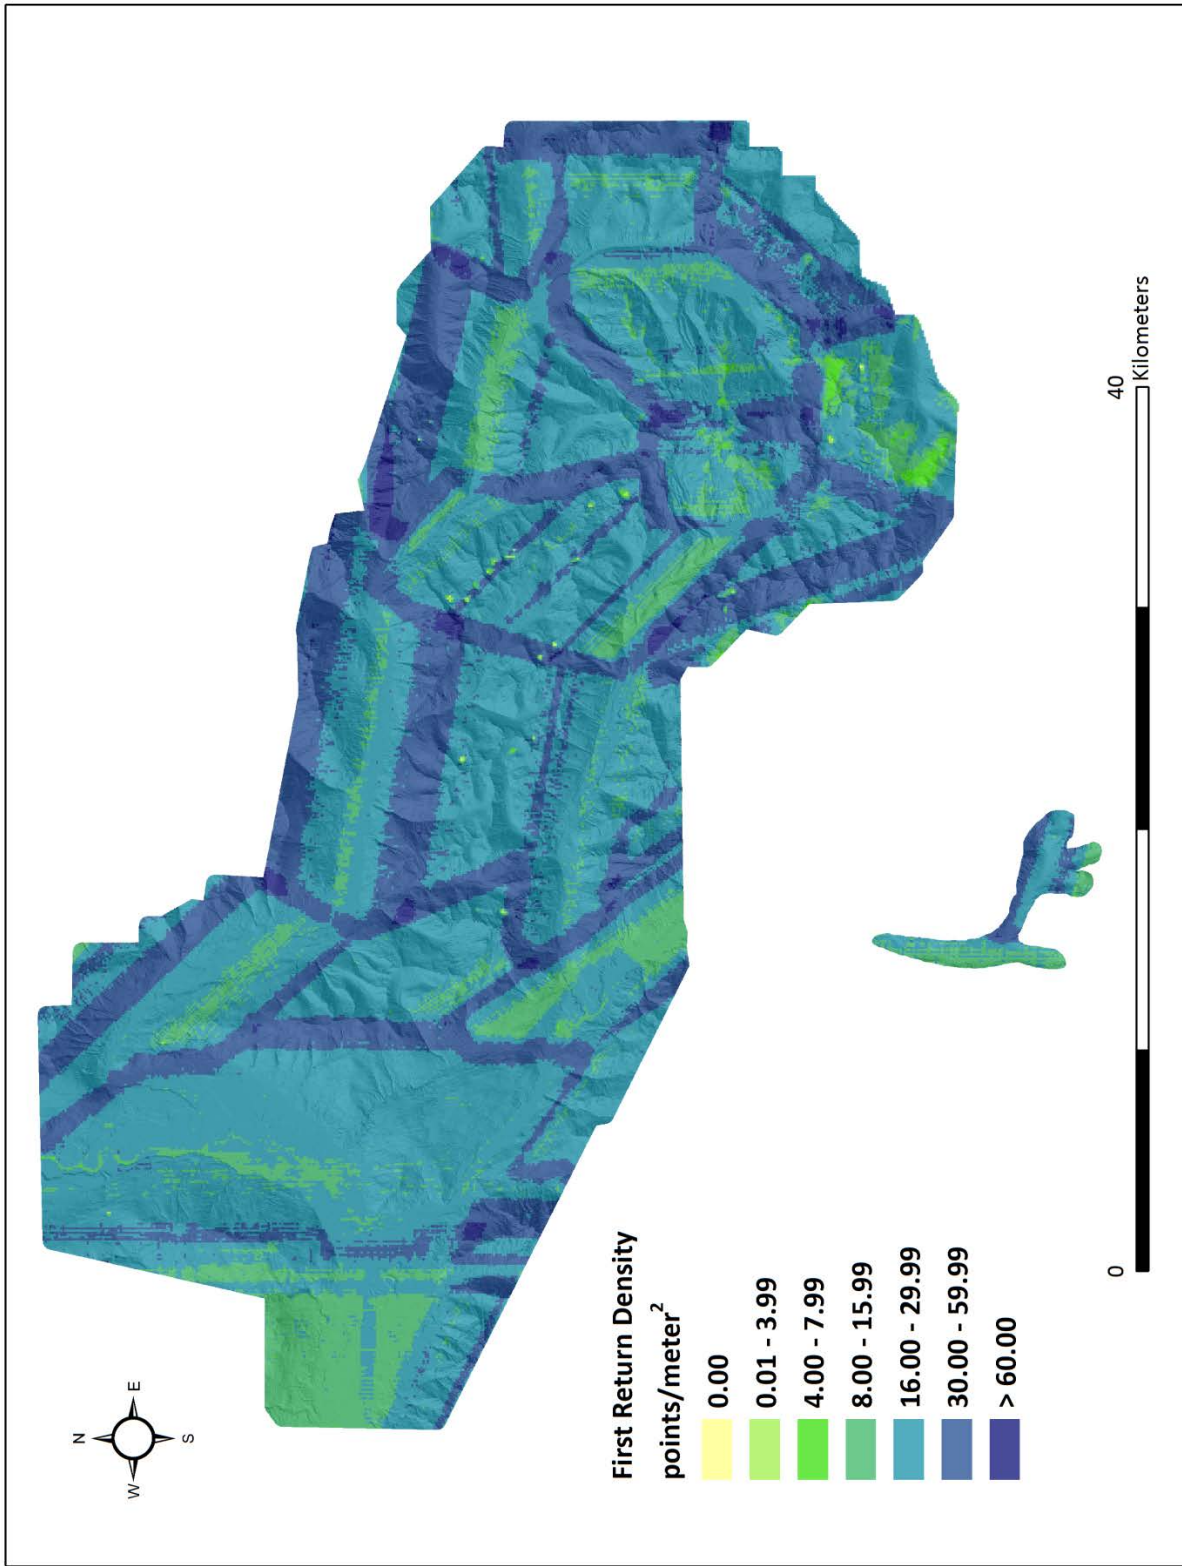 N
W
E
S
First Return Density
points/meter²
0.00
0.01 - 3.99
4.00 - 7.99
8.00 - 15.99
16.00 - 29.99
30.00 - 59.99
> 60.00
0
40
Kilometers